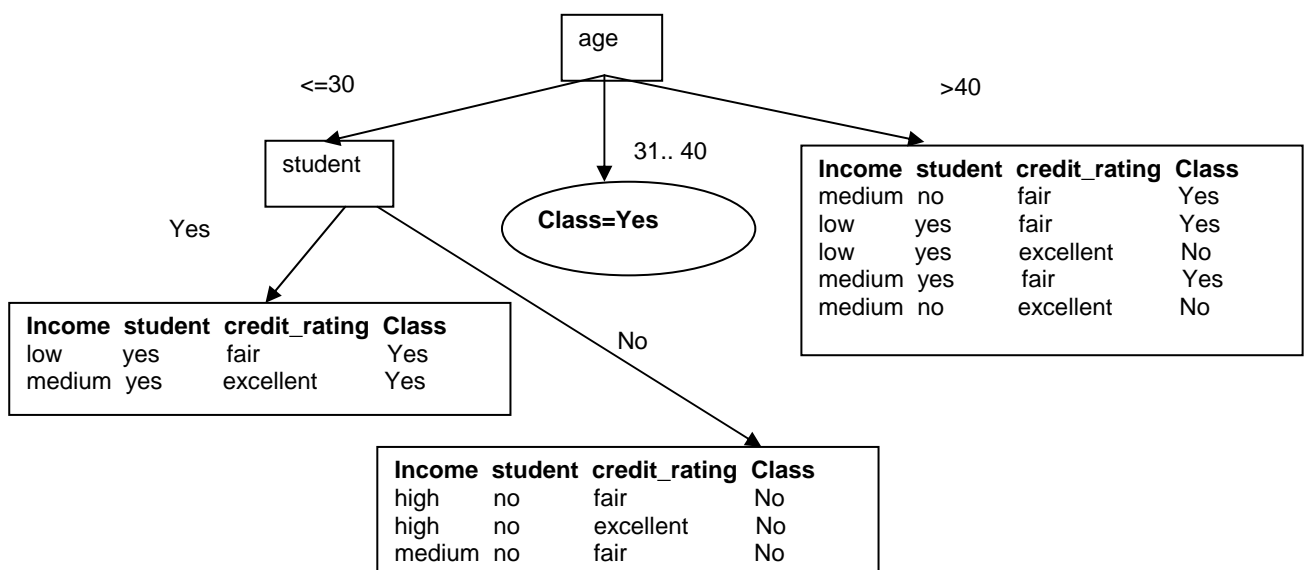 age
<=30
>40
31.. 40
student
Class=Yes
Income student credit_rating Class
medium no fair Yes
low yes fair Yes
low yes excellent No
medium yes fair Yes
medium no excellent No
Yes
Income student credit_rating Class
low yes fair Yes
medium yes excellent Yes
No
Income student credit_rating Class
high no fair No
high no excellent No
medium no fair No